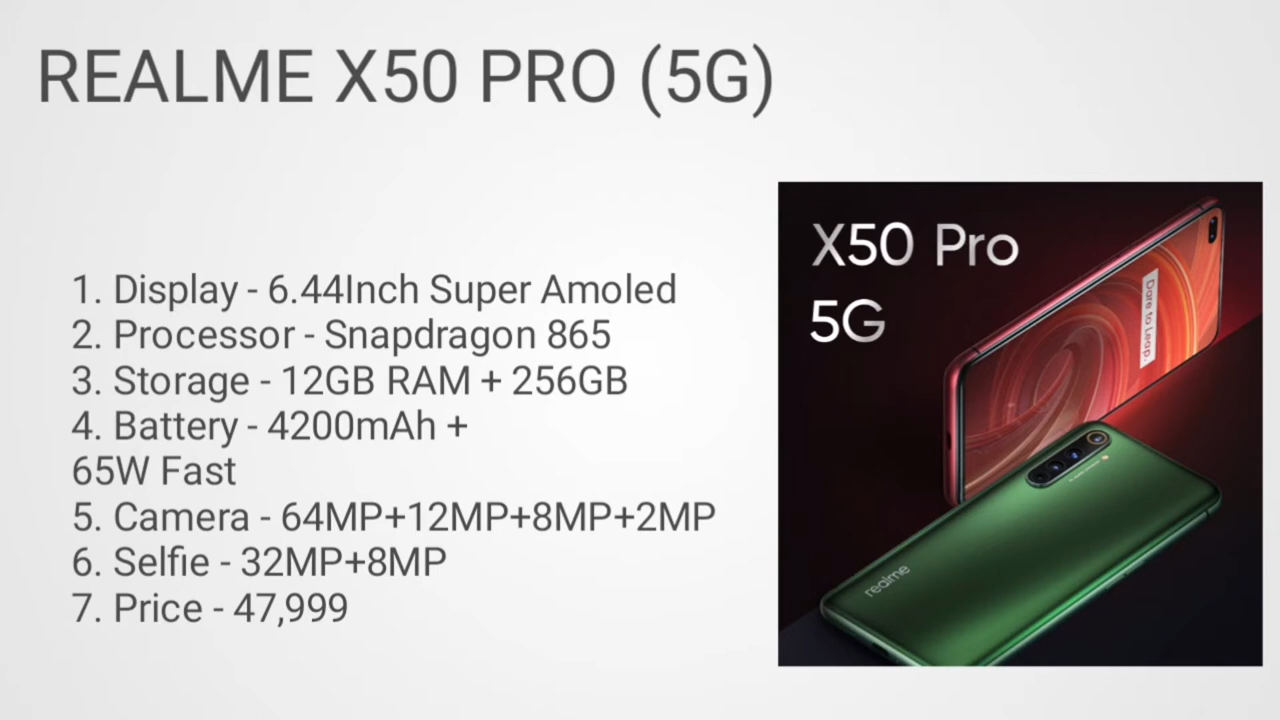 REALME X50 PRO (5G)
1. Display - 6.44Inch Super Amoled
2. Processor - Snapdragon 865
3. Storage - 12GB RAM + 256GB
4. Battery - 4200mAh +
65W Fast
5. Camera - 64MP+12MP+8MP+2MP
6. Selfie - 32MP+8MP
7. Price - 47,999
X50 Pro
5G
Dare to Leap.
realme